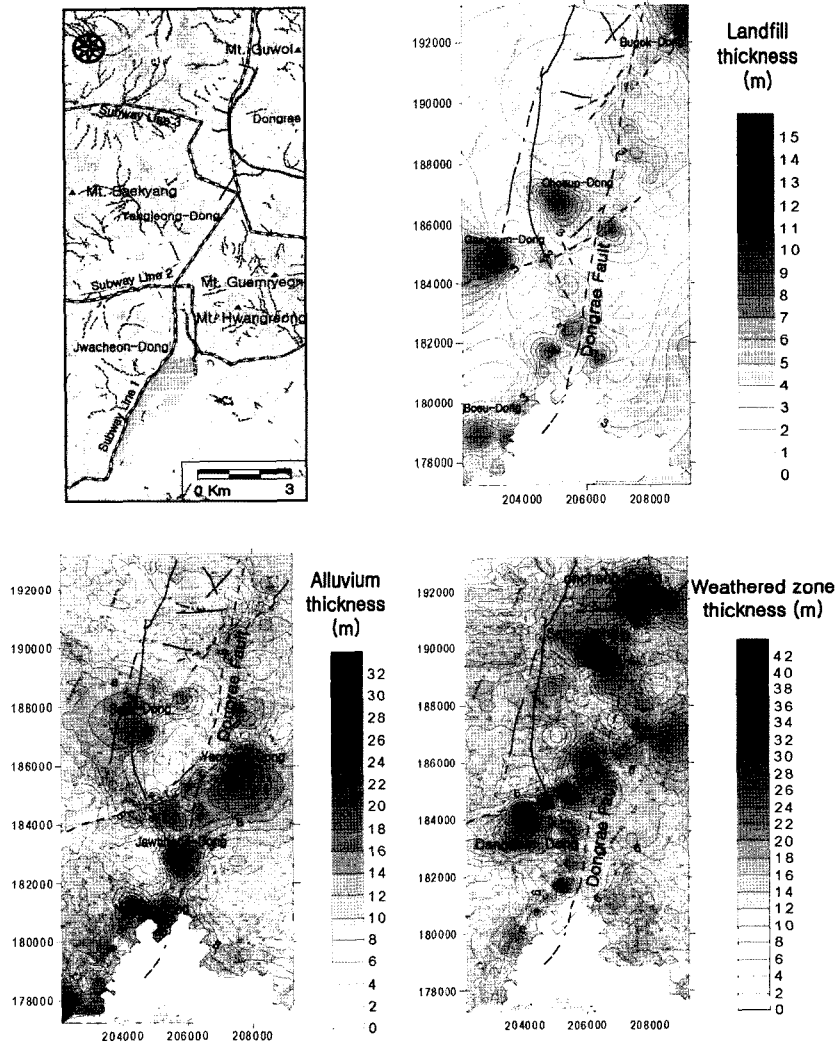 Mt. Guwol
Subway Line 3
Dongrae
Mt. Baekyang
Yangjeong-Dong
Subway Line 2
Mt. Guemryeon
Mt. Hwangreong
Jwacheon-Dong
Subway Line 1
0 Km 3
Landfill
thickness
(m)
192000
190000
188000
186000
184000
182000
180000
178000
204000 206000 208000
Bugok-Dong
Dongrae Fault
Bosu-Dong
3
15
14
13
12
11
10
9
8
7
6
5
4
3
2
1
0
Alluvium
thickness
(m)
192000
190000
188000
186000
184000
182000
180000
178000
204000 206000 208000
Dongrae Fault
32
30
28
26
24
22
20
18
16
14
12
10
8
6
4
2
0
Weathered zone
thickness (m)
192000
190000
188000
186000
184000
182000
180000
178000
204000 206000 208000
Dongrae Fault
42
40
38
36
34
32
30
28
26
24
22
20
18
16
14
12
10
8
6
4
2
0